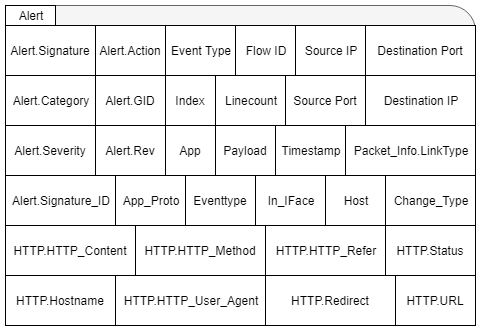 Alert
Alert.Signature Alert.Action Event Type Flow ID Source IP Destination Port
Alert.Category Alert.GID Index Linecount Source Port Destination IP
Alert.Severity Alert.Rev App Payload Timestamp Packet_Info.LinkType
Alert.Signature_ID App_Proto Eventtype In_IFace Host Change_Type
HTTP.HTTP_Content HTTP.HTTP_Method HTTP.HTTP_Refer HTTP.Status
HTTP.Hostname HTTP.HTTP_User_Agent HTTP.Redirect HTTP.URL